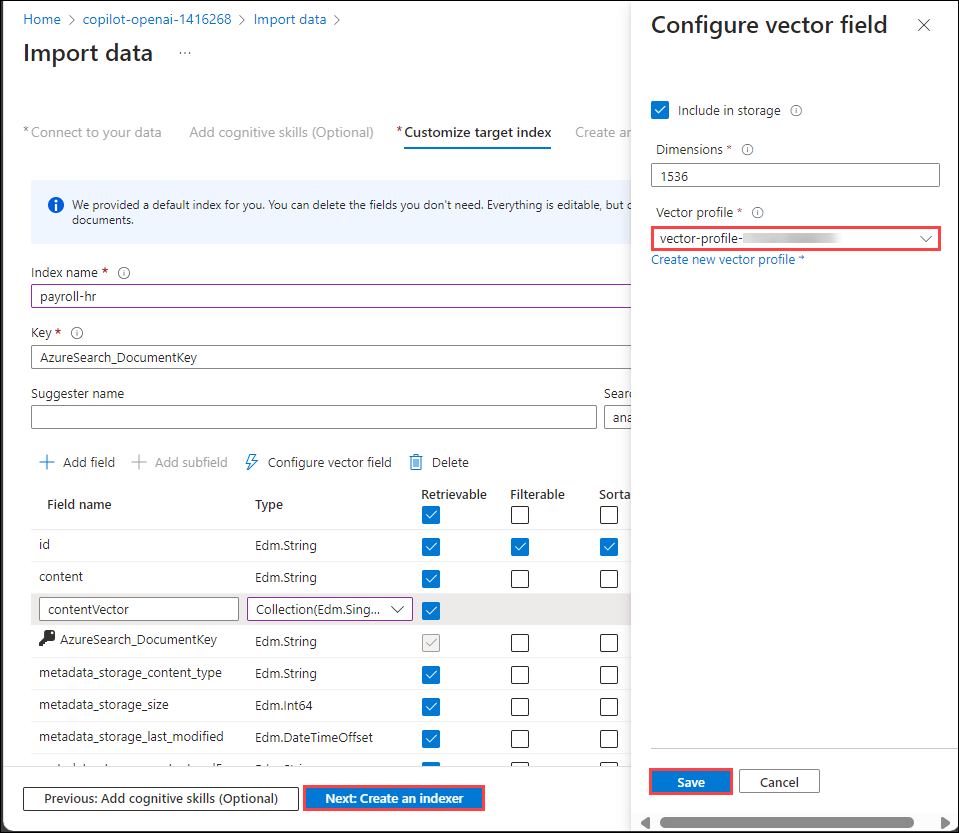 Home > copilot-openai-1416268 > Import data >
Import data ...
*Connect to your data Add cognitive skills (Optional) *Customize target index Create an
We provided a default index for you. You can delete the fields you don't need. Everything is editable, but
documents.
Index name *
payroll-hr
Key *
AzureSearch_DocumentKey
Suggester name
Sear
ana
Add field Add subfield Configure vector field Delete
Field name Type Retrievable Filterable Sorta
id Edm.String
content Edm.String
contentVector Collection(Edm.Sing...
AzureSearch_DocumentKey Edm.String
metadata_storage_content_type Edm.String
metadata_storage_size Edm.Int64
metadata_storage_last_modified Edm.DateTimeOffset
Previous: Add cognitive skills (Optional) Next: Create an indexer
Configure vector field
Include in storage
Dimensions *
1536
Vector profile *
vector-profile-
Create new vector profile
Save Cancel